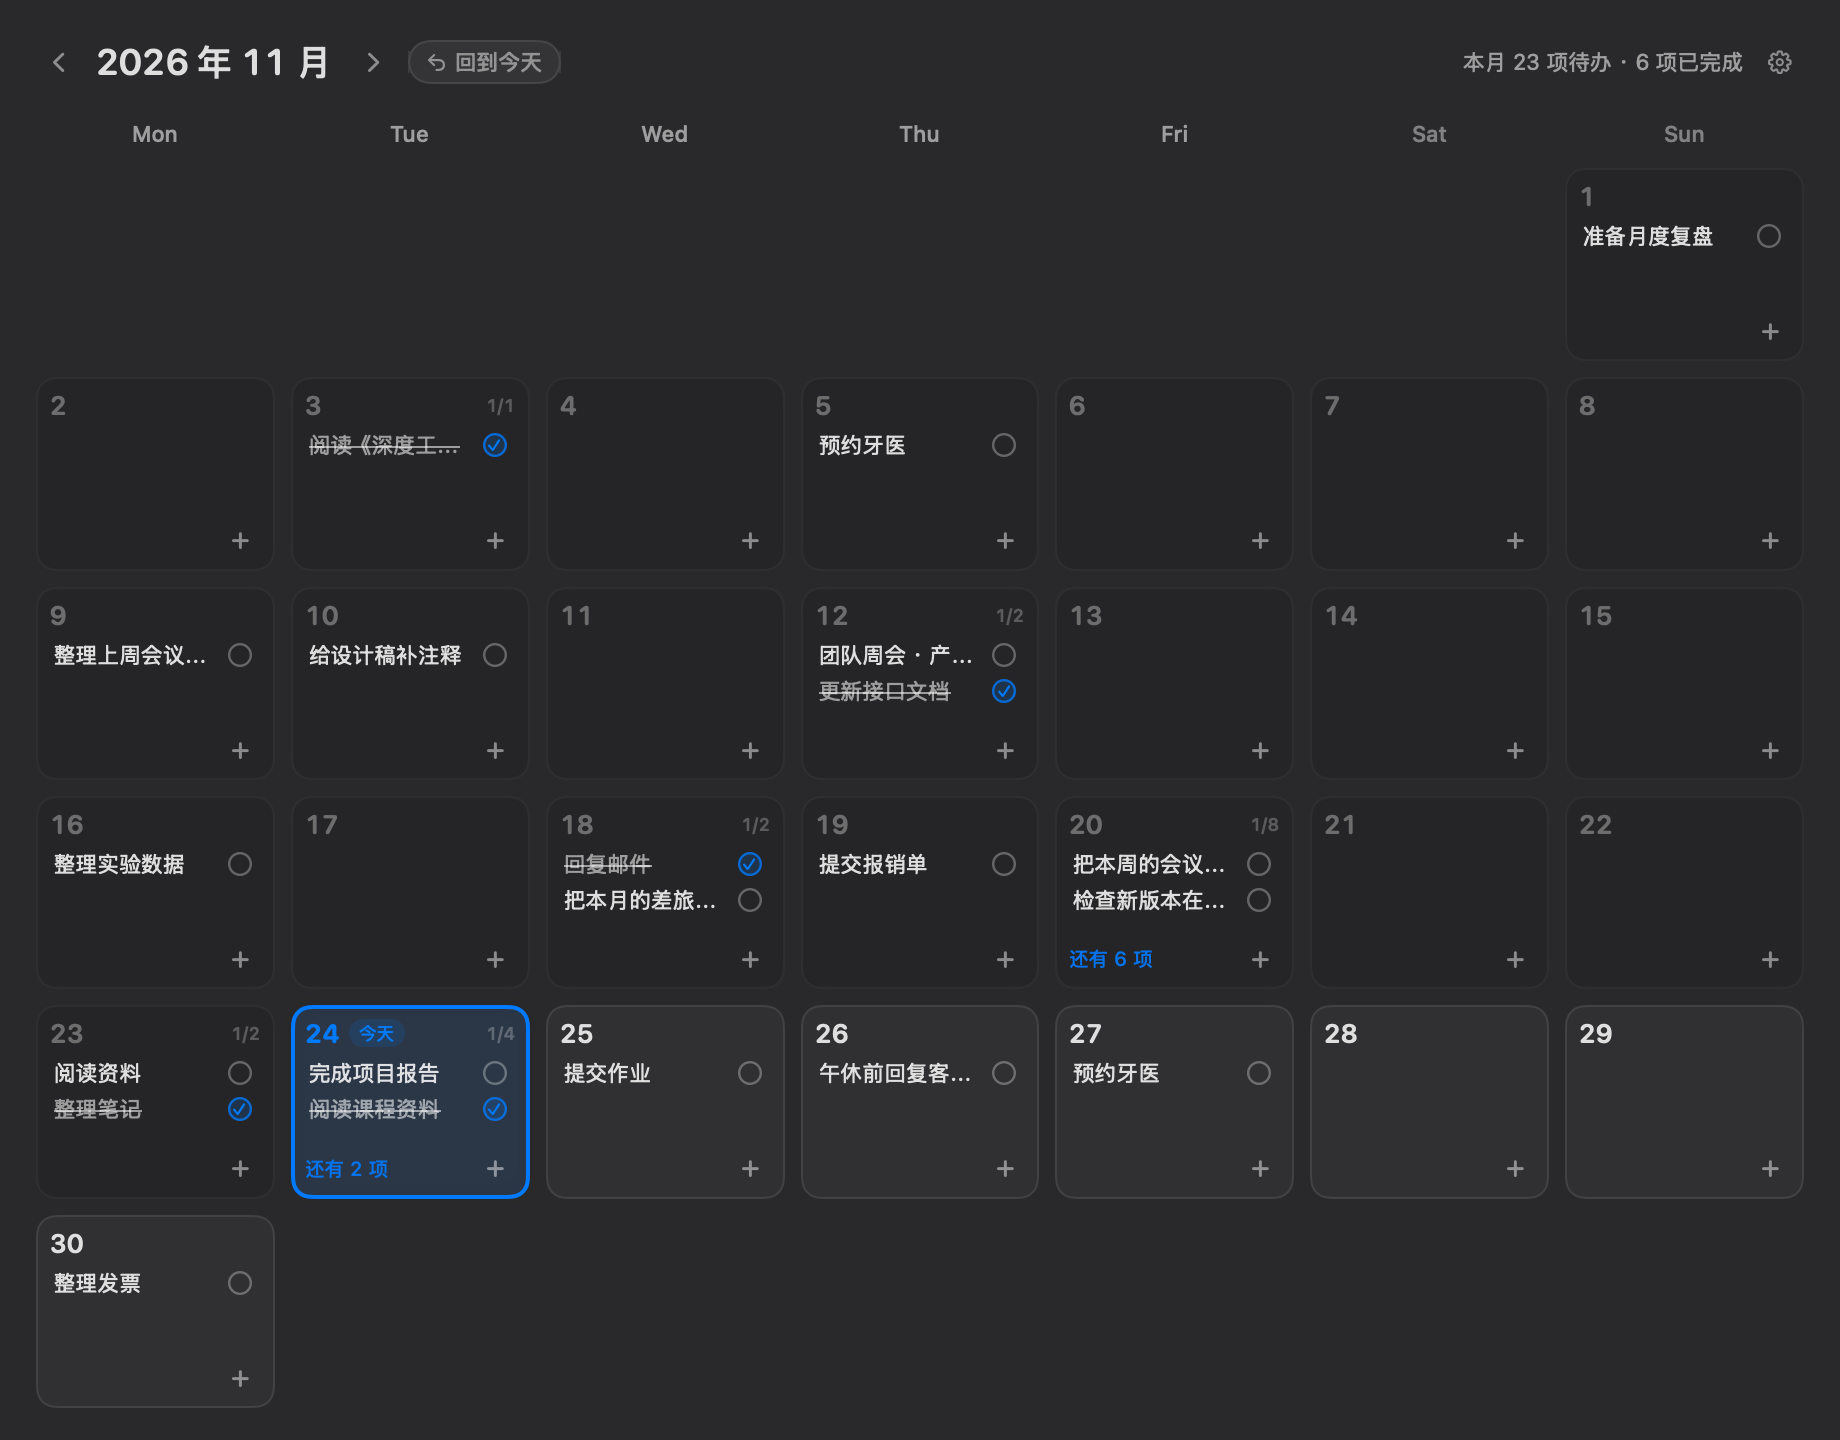 2026 年 11 月
回到今天
本月 23 项待办 · 6 项已完成
Mon
Tue
Wed
Thu
Fri
Sat
Sun
1
准备月度复盘
2
3
1/1
阅读《深度工...
4
5
预约牙医
6
7
8
9
整理上周会议...
10
给设计稿补注释
11
12
1/2
团队周会 · 产...
更新接口文档
13
14
15
16
整理实验数据
17
18
1/2
回复邮件
把本月的差旅...
19
提交报销单
20
1/8
把本周的会议...
检查新版本在...
还有 6 项
21
22
23
1/2
阅读资料
整理笔记
24
今天
1/4
完成项目报告
阅读课程资料
还有 2 项
25
提交作业
26
午休前回复客...
27
预约牙医
28
29
30
整理发票